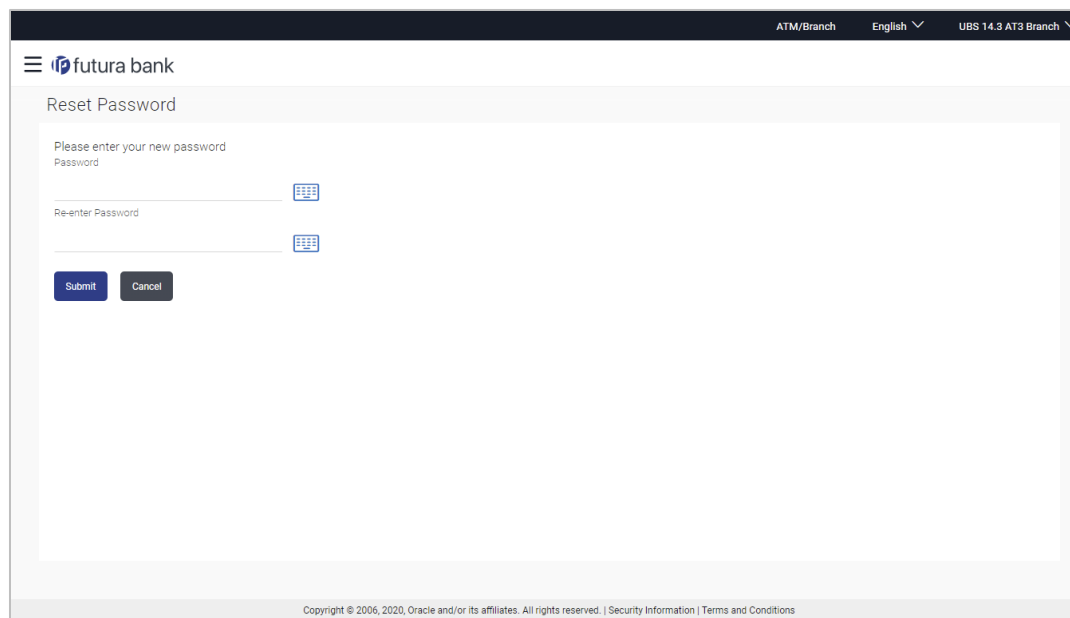 ATM/Branch English UBS 14.3 AT3 Branch
futura bank
Reset Password
Please enter your new password
Password
Re-enter Password
Submit Cancel
Copyright © 2006, 2020, Oracle and/or its affiliates. All rights reserved. | Security Information | Terms and Conditions